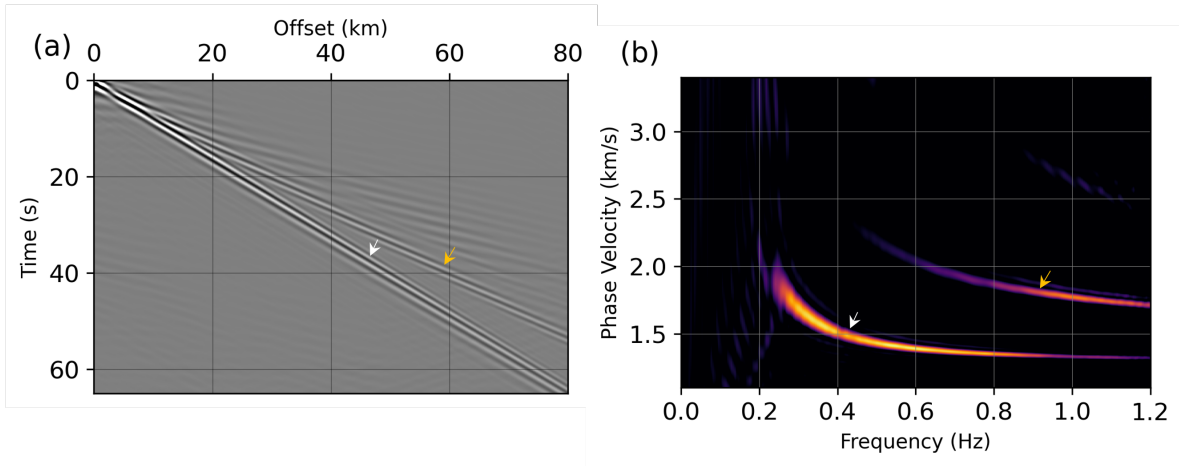 (a)
Offset (km)
0 20 40 60 80
0
20
40
60
Time (s)
(b)
3.0
2.5
2.0
1.5
Phase Velocity (km/s)
0.0 0.2 0.4 0.6 0.8 1.0 1.2
Frequency (Hz)